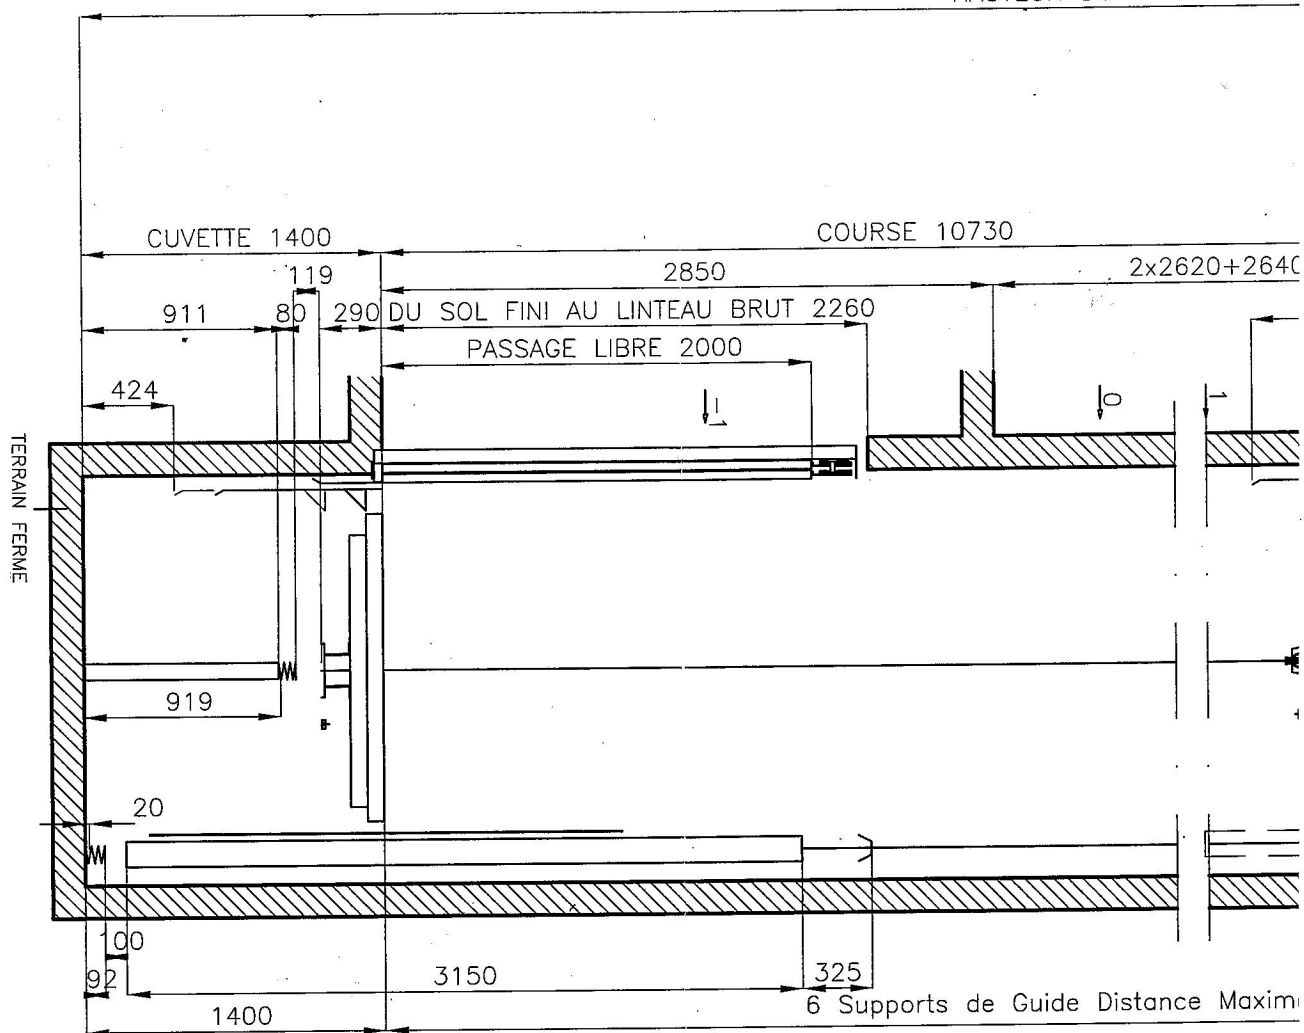 CUVETTE 1400
COURSE 10730
119
2850
2x2620+2640
911
80
290
DU SOL FINI AU LINTEAU BRUT 2260
PASSAGE LIBRE 2000
424
-1
0
1
TERRAIN FERME
919
20
100
92
3150
325
1400
6 Supports de Guide Distance